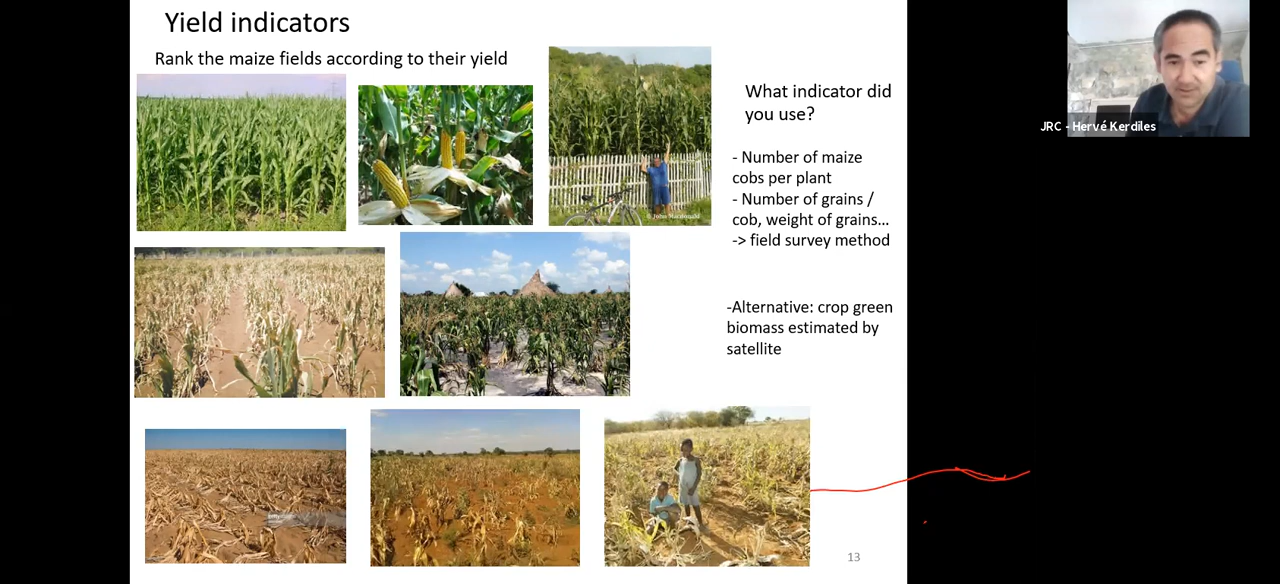 Yield indicators
Rank the maize fields according to their yield
What indicator did
you use?
- Number of maize
cobs per plant
- Number of grains /
cob, weight of grains...
-> field survey method
-Alternative: crop green
biomass estimated by
satellite
© John Macdonald
13
JRC - Hervé Kerdiles